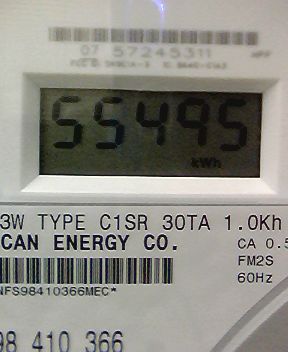 07 57245311
55495
kWh
3W TYPE C1SR 30TA 1.0Kh
CAN ENERGY CO.
CA 0.5
FM2S
60Hz
NFS98410366MEC*
98 410 366